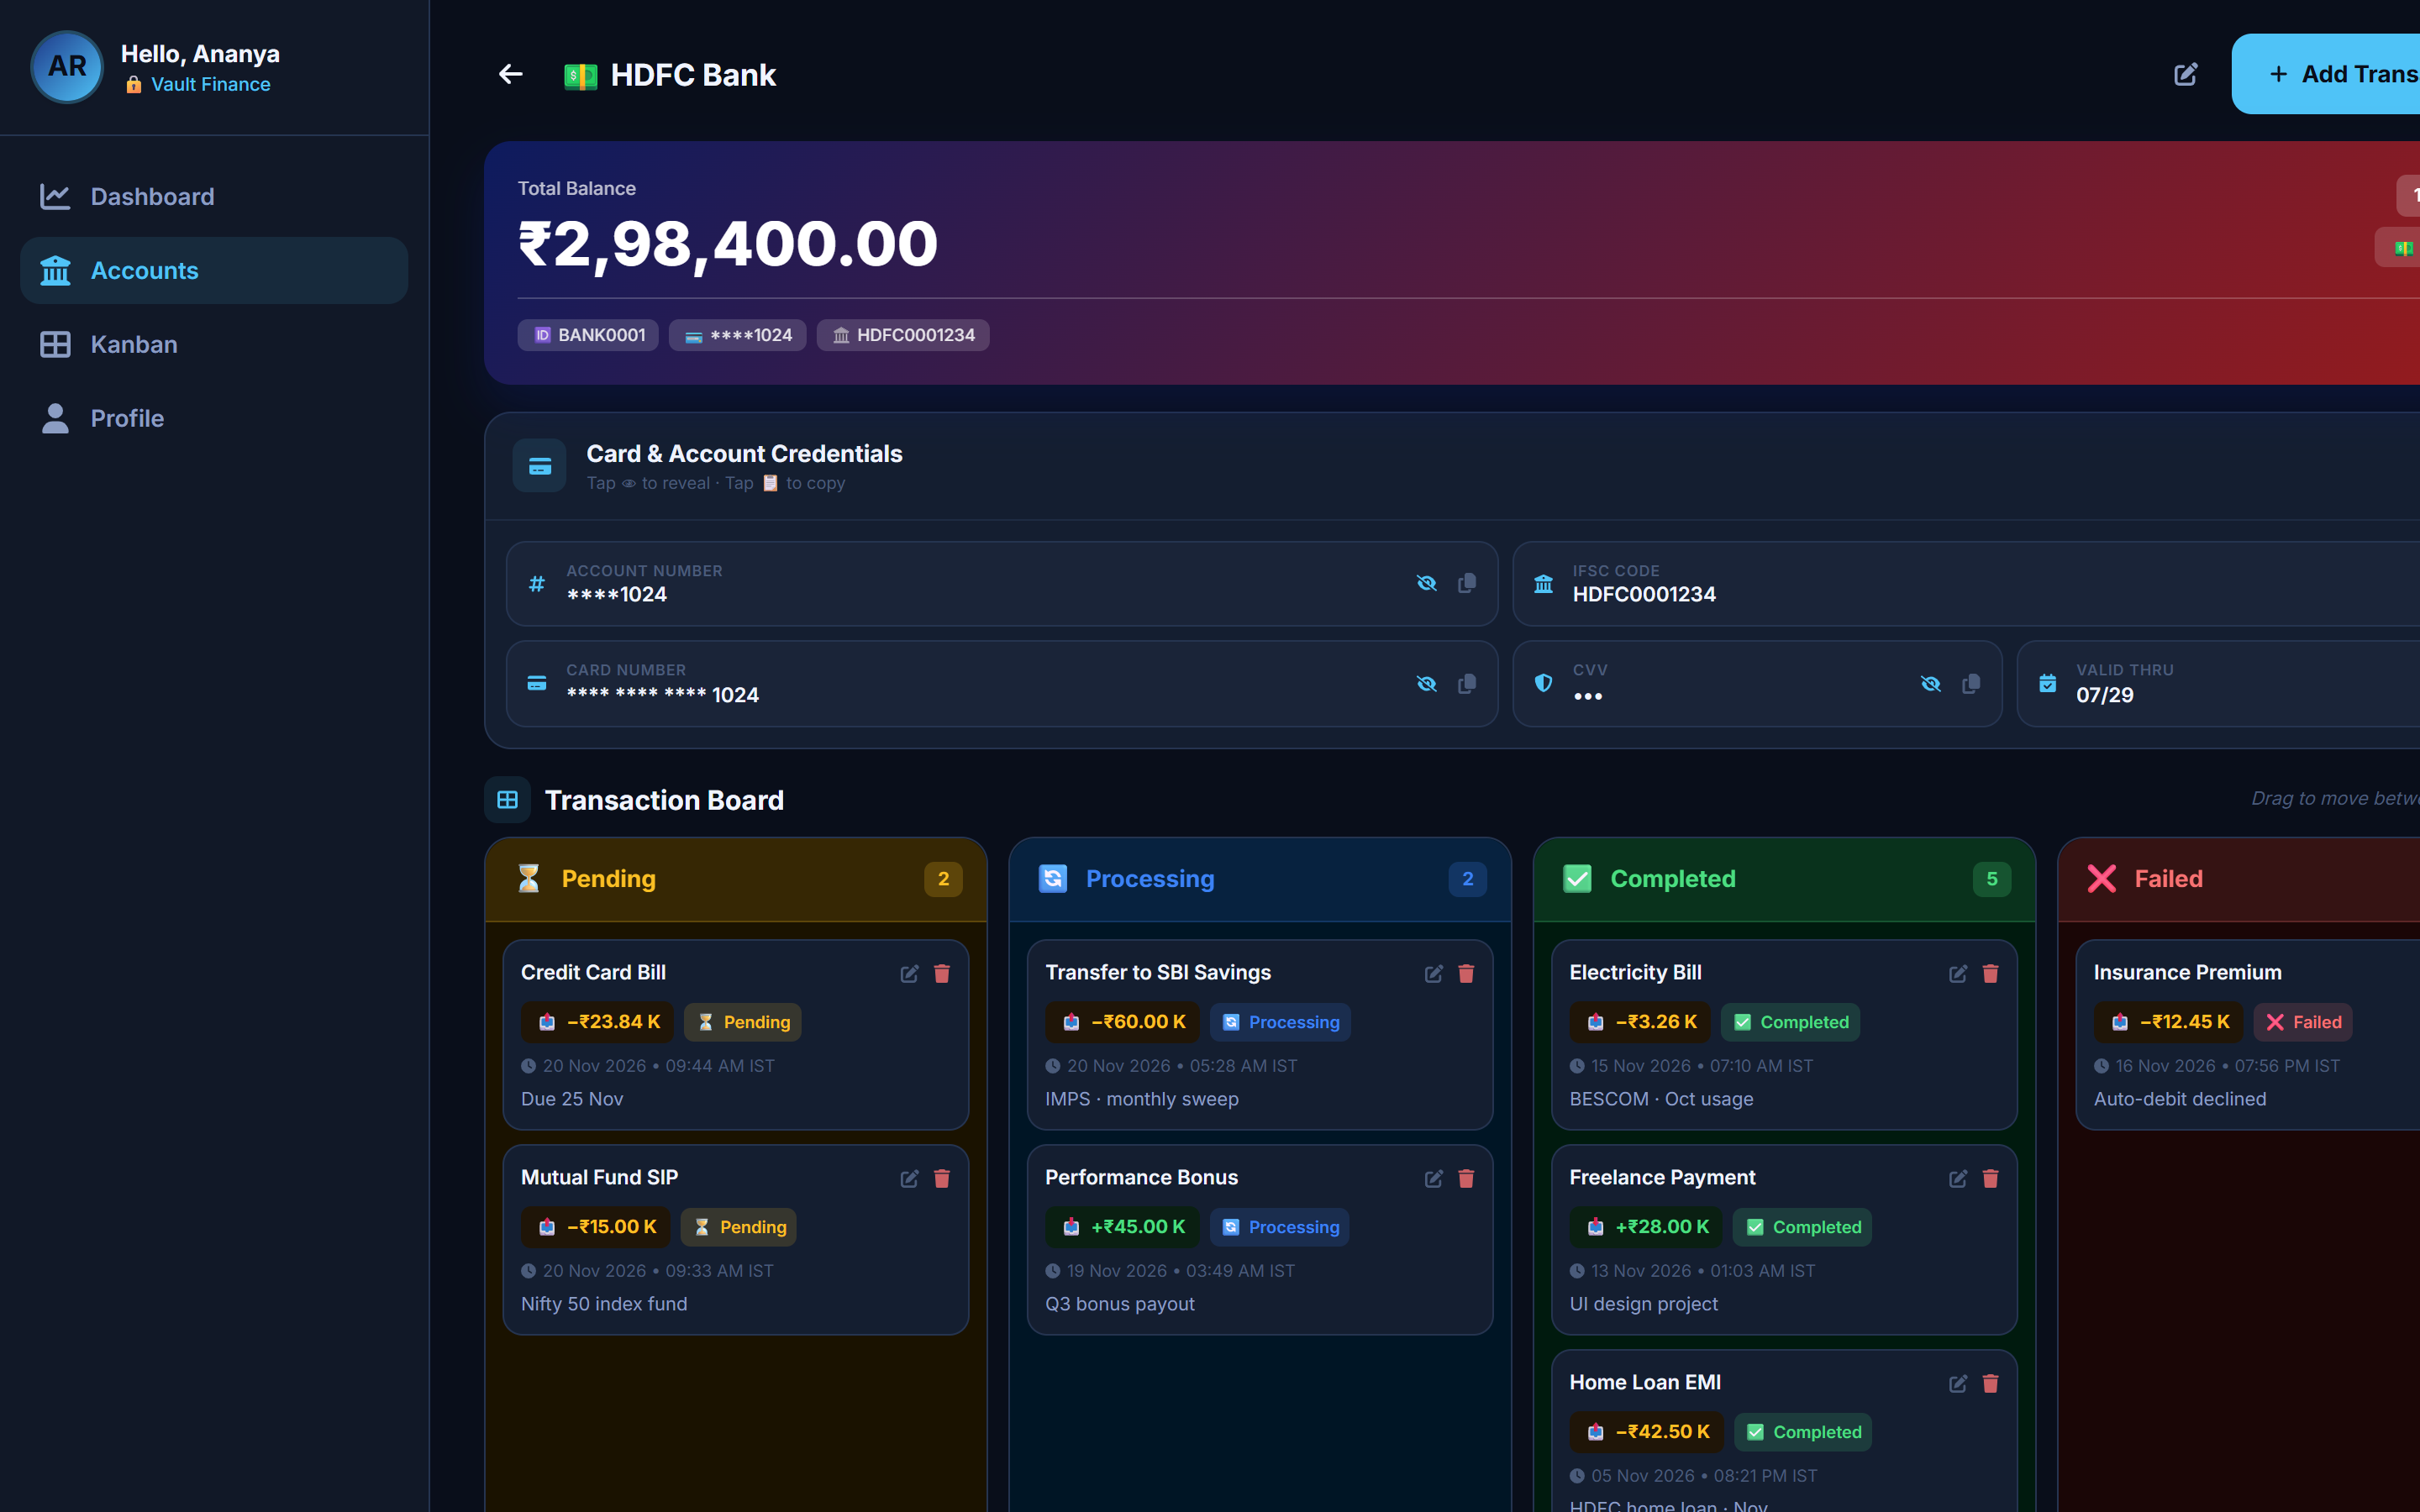 AR
Hello, Ananya
Vault Finance
Dashboard
Accounts
Kanban
Profile
HDFC Bank
+ Add Trans
Total Balance
₹2,98,400.00
ID BANK0001
****1024
HDFC0001234
Card & Account Credentials
Tap 👁 to reveal · Tap 📋 to copy
ACCOUNT NUMBER
****1024
IFSC CODE
HDFC0001234
CARD NUMBER
**** **** **** 1024
CVV
•••
VALID THRU
07/29
Transaction Board
Drag to move betw
Pending
2
Credit Card Bill
−₹23.84 K
Pending
20 Nov 2026 • 09:44 AM IST
Due 25 Nov
Mutual Fund SIP
−₹15.00 K
Pending
20 Nov 2026 • 09:33 AM IST
Nifty 50 index fund
Processing
2
Transfer to SBI Savings
−₹60.00 K
Processing
20 Nov 2026 • 05:28 AM IST
IMPS · monthly sweep
Performance Bonus
+₹45.00 K
Processing
19 Nov 2026 • 03:49 AM IST
Q3 bonus payout
Completed
5
Electricity Bill
−₹3.26 K
Completed
15 Nov 2026 • 07:10 AM IST
BESCOM · Oct usage
Freelance Payment
+₹28.00 K
Completed
13 Nov 2026 • 01:03 AM IST
UI design project
Home Loan EMI
−₹42.50 K
Completed
05 Nov 2026 • 08:21 PM IST
HDFC home loan · Nov
Failed
Insurance Premium
−₹12.45 K
Failed
16 Nov 2026 • 07:56 PM IST
Auto-debit declined